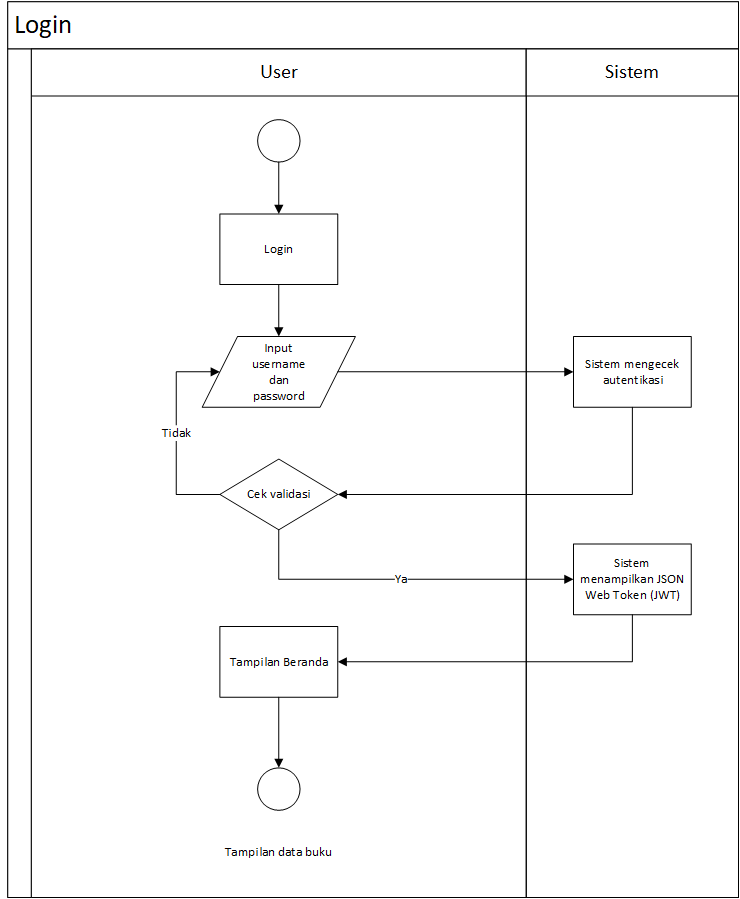 Login
User
Sistem
Login
Input
username
dan
password
Sistem mengecek
autentikasi
Tidak
Cek validasi
Ya
Sistem
menampilkan JSON
Web Token (JWT)
Tampilan Beranda
Tampilan data buku